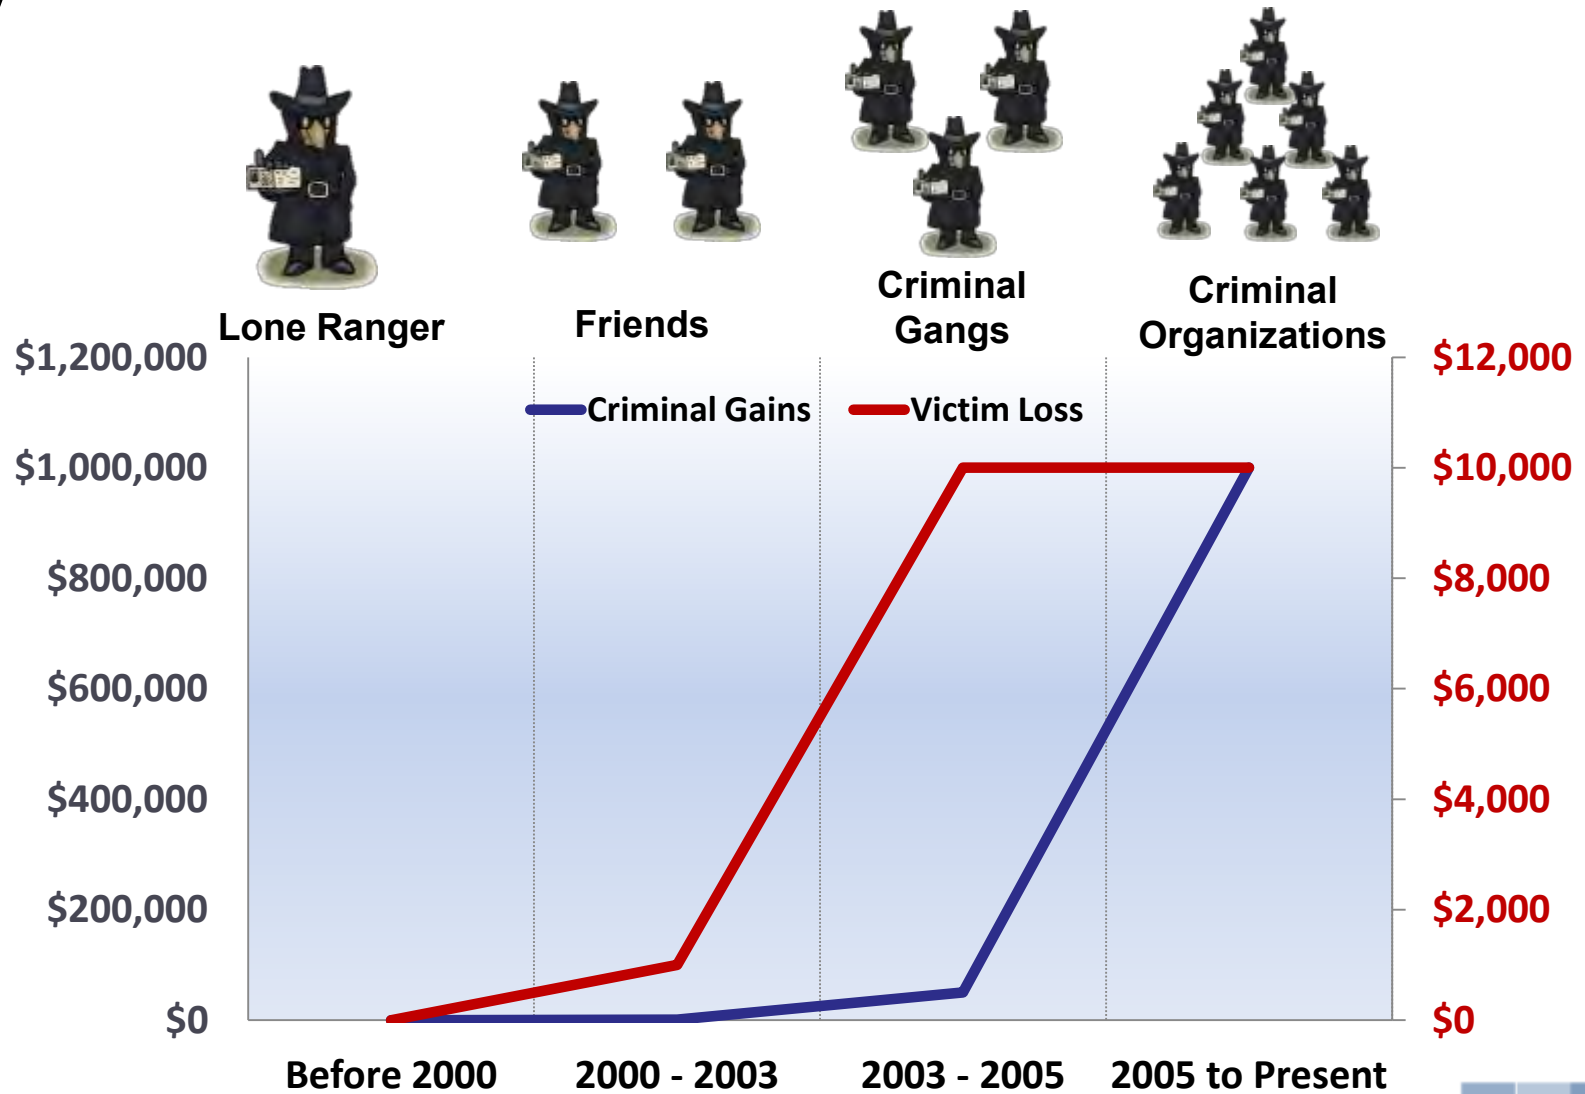 Lone Ranger
Friends
Criminal
Gangs
Criminal
Organizations
$1,200,000
$1,000,000
$800,000
$600,000
$400,000
$200,000
$0
Criminal Gains
Victim Loss
$12,000
$10,000
$8,000
$6,000
$4,000
$2,000
$0
Before 2000
2000 - 2003
2003 - 2005
2005 to Present